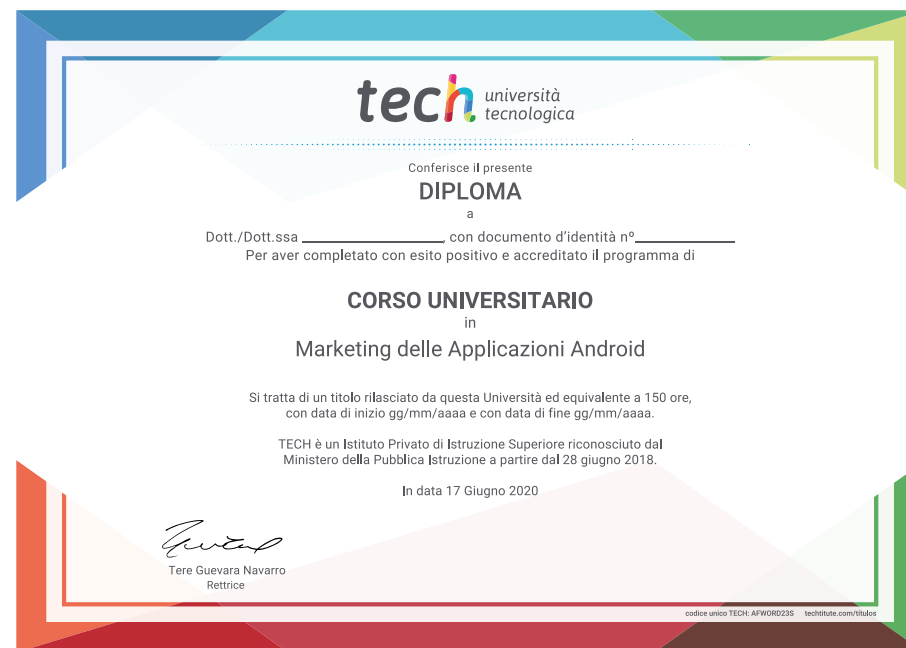 tech università
tecnologica
Conferisce il presente
DIPLOMA
a
Dott./Dott.ssa ____________________, con documento d'identità nº______________
Per aver completato con esito positivo e accreditato il programma di
CORSO UNIVERSITARIO
in
Marketing delle Applicazioni Android
Si tratta di un titolo rilasciato da questa Università ed equivalente a 150 ore,
con data di inizio gg/mm/aaaa e con data di fine gg/mm/aaaa.
TECH è un Istituto Privato di Istruzione Superiore riconosciuto dal
Ministero della Pubblica Istruzione a partire dal 28 giugno 2018.
In data 17 Giugno 2020
Tere Guevara Navarro
Rettrice
codice unico TECH: AFWORD23S techtitute.com/titulos